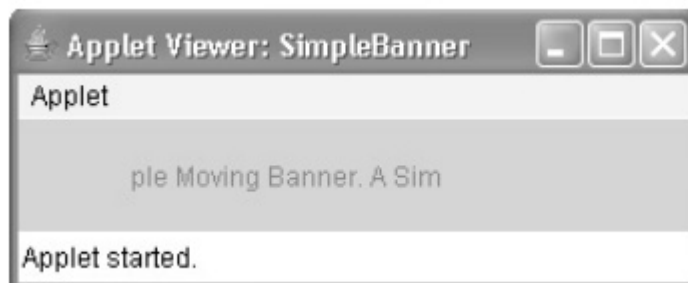 Applet Viewer: SimpleBanner
Applet
ple Moving Banner. A Sim
Applet started.